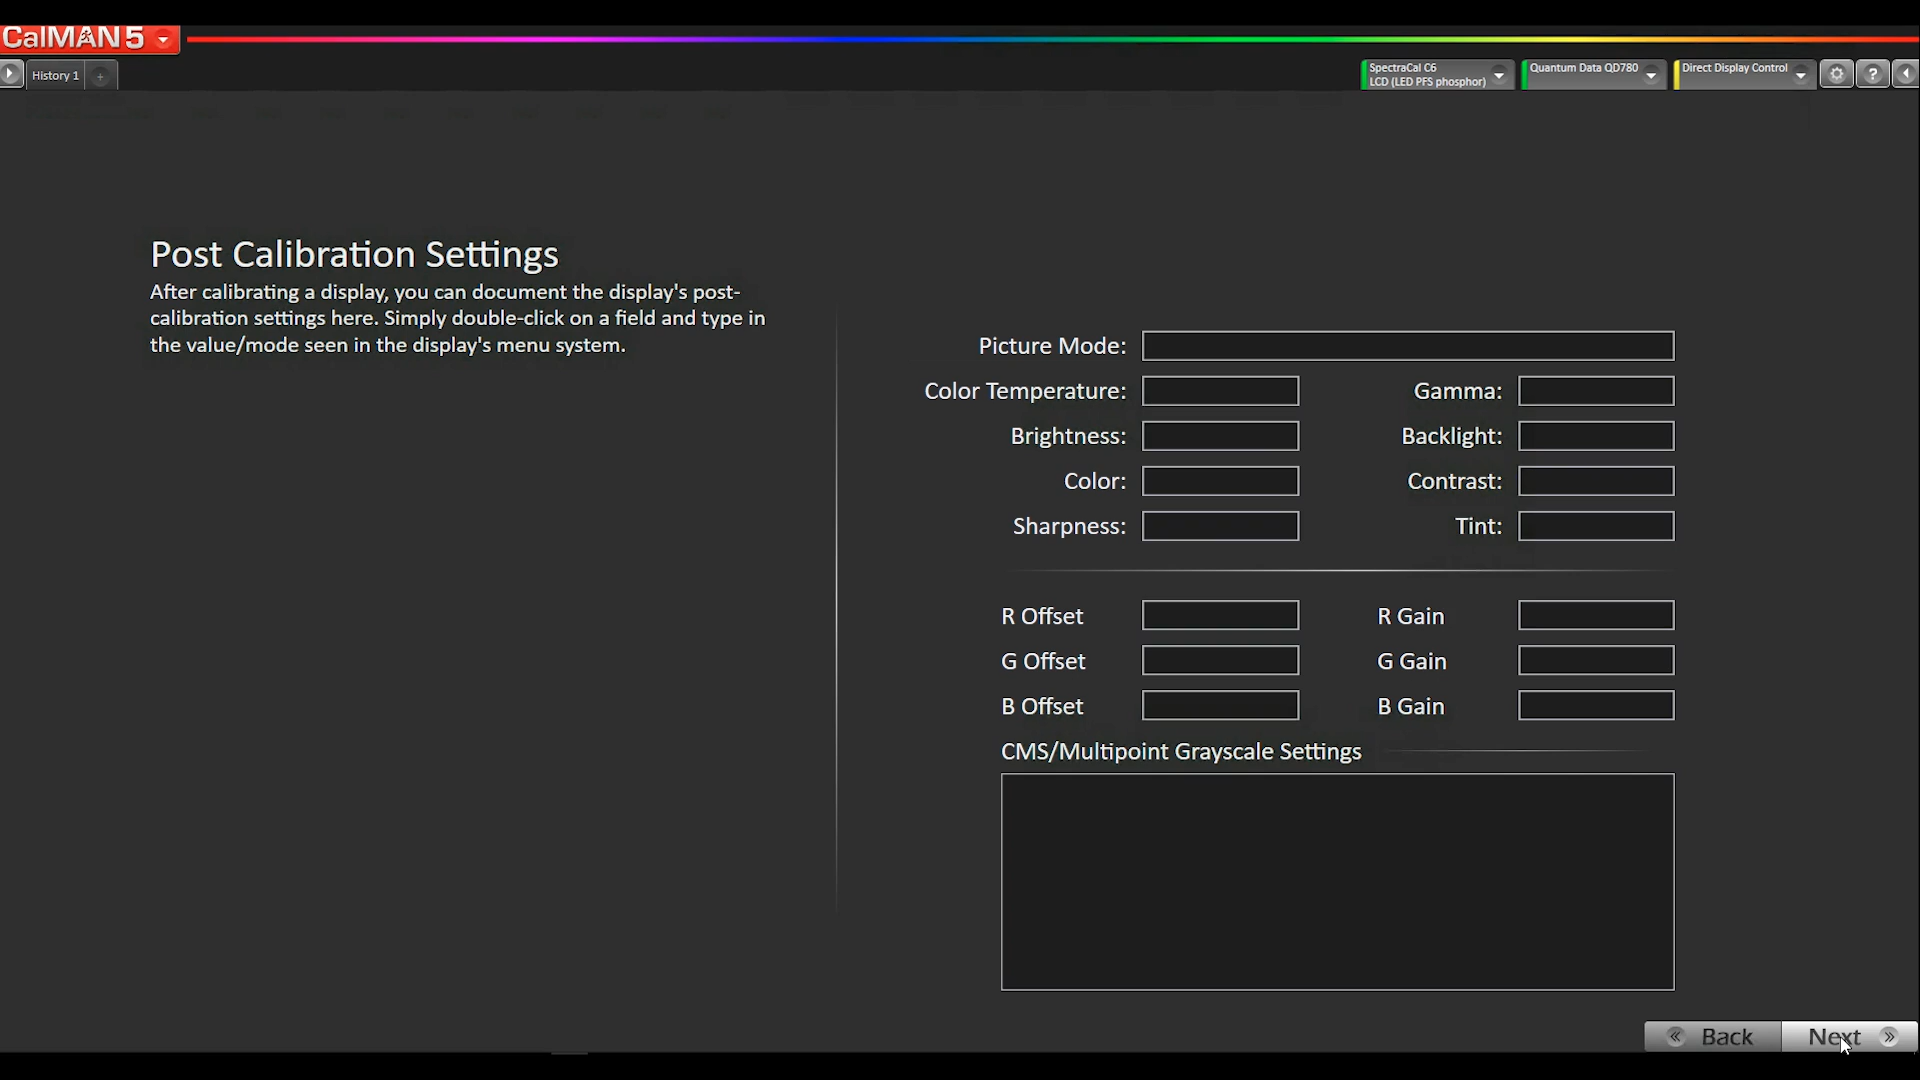 CalMAN 5
History 1
+
SpectraCal C6
LCD (LED PFS phosphor)
Quantum Data QD780
Direct Display Control
?
Post Calibration Settings
After calibrating a display, you can document the display's post-
calibration settings here. Simply double-click on a field and type in
the value/mode seen in the display's menu system.
Picture Mode:
Color Temperature:
Gamma:
Brightness:
Backlight:
Color:
Contrast:
Sharpness:
Tint:
R Offset
R Gain
G Offset
G Gain
B Offset
B Gain
CMS/Multipoint Grayscale Settings
« Back
Next »